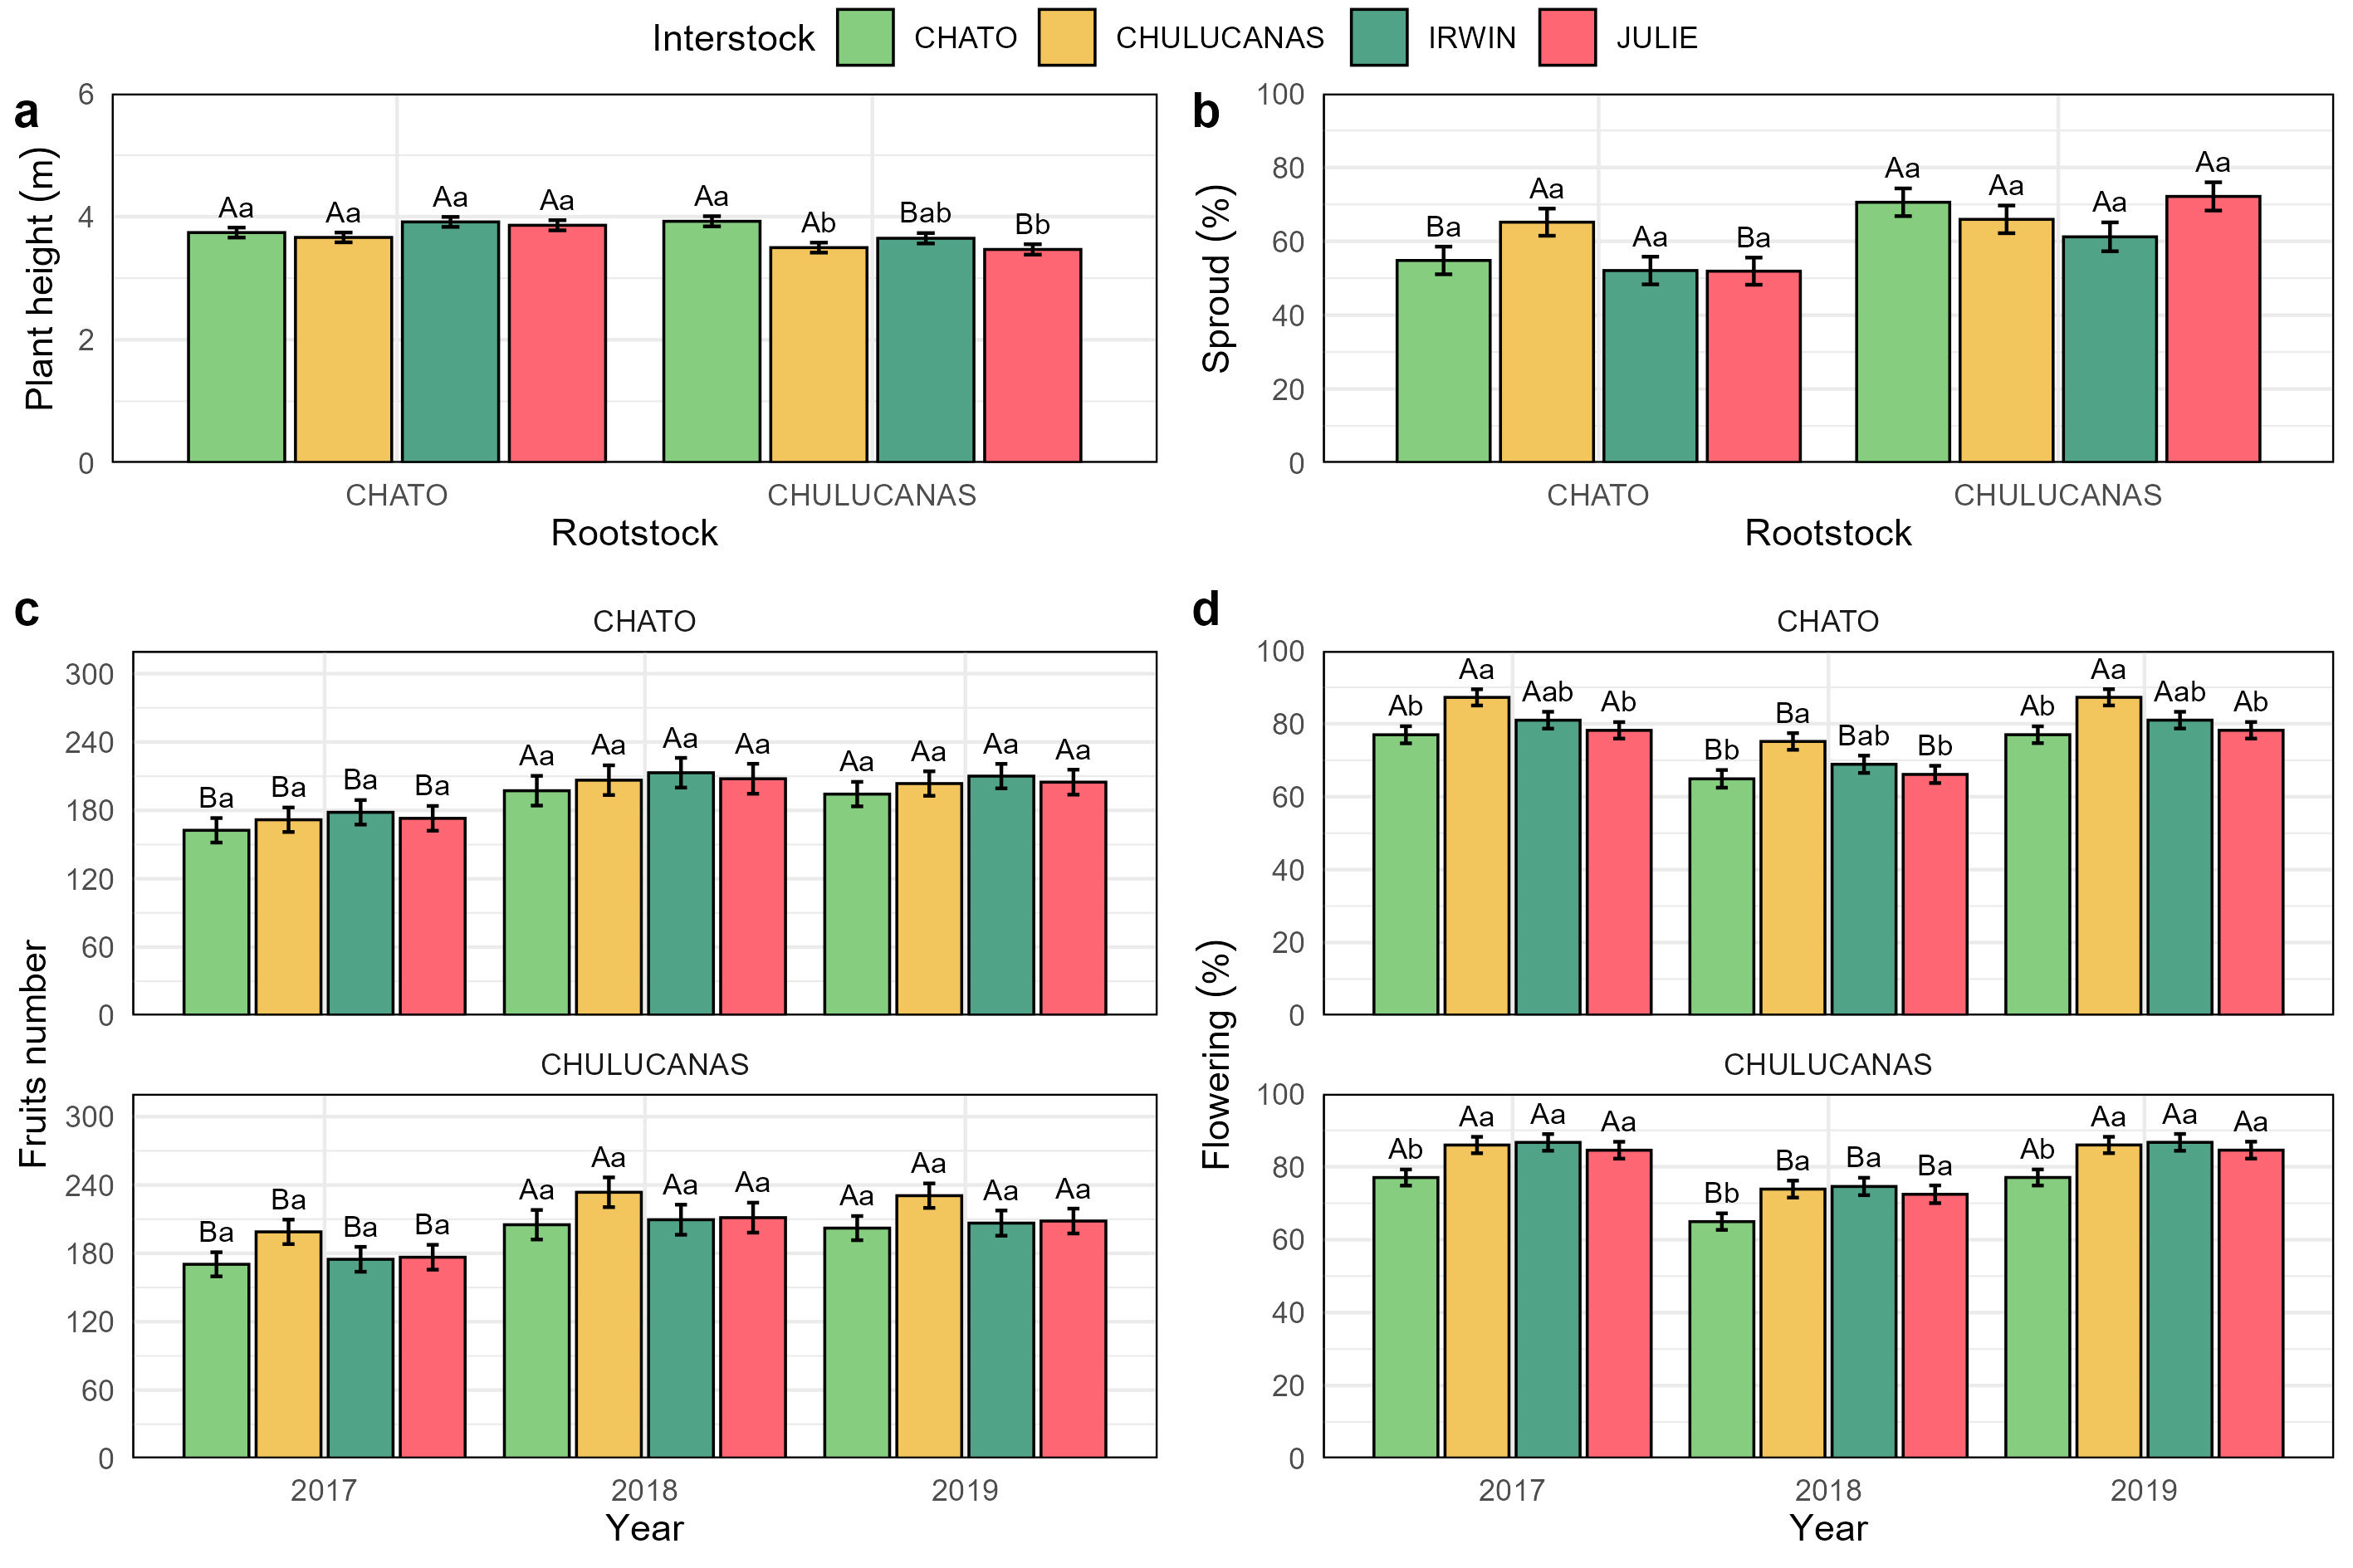 Interstock CHATO CHULUCANAS IRWIN JULIE
a
Plant height (m)
6
4
2
0
Aa Aa Aa Aa Aa Ab Bab Bb
CHATO CHULUCANAS
Rootstock
b
Sproud (%)
100
80
60
40
20
0
Ba Aa Aa Ba Aa Aa Aa Aa
CHATO CHULUCANAS
Rootstock
c
Fruits number
CHATO
300
240
180
120
60
0
Ba Ba Ba Ba Aa Aa Aa Aa Aa Aa Aa Aa
CHULUCANAS
300
240
180
120
60
0
Ba Ba Ba Ba Aa Aa Aa Aa Aa Aa Aa Aa
2017 2018 2019
Year
d
Flowering (%)
CHATO
100
80
60
40
20
0
Ab Aa Aab Ab Bb Ba Bab Bb Ab Aa Aab Ab
CHULUCANAS
100
80
60
40
20
0
Ab Aa Aa Aa Bb Ba Ba Ba Ab Aa Aa Aa
2017 2018 2019
Year